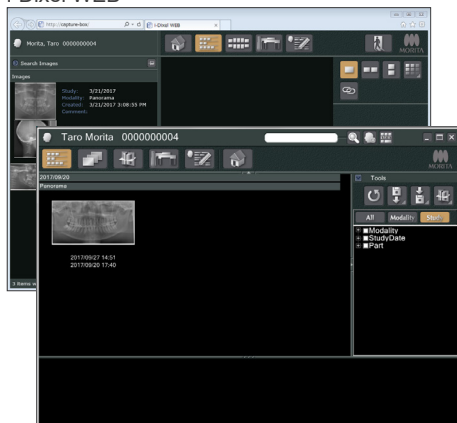 i-Dixel WEB
http://capture-box/
i-Dixel WEB
Morita, Taro 0000000004
MORITA
Search Images
Images
Study: 3/21/2017
Modality: Panorama
Created: 3/21/2017 3:08:55 PM
Comment:
Taro Morita 0000000004
MORITA
2017/09/20
Panorama
Tools
All Modality Study
Modality
StudyDate
Part
2017/09/27 14:51
2017/09/20 17:40
3 items